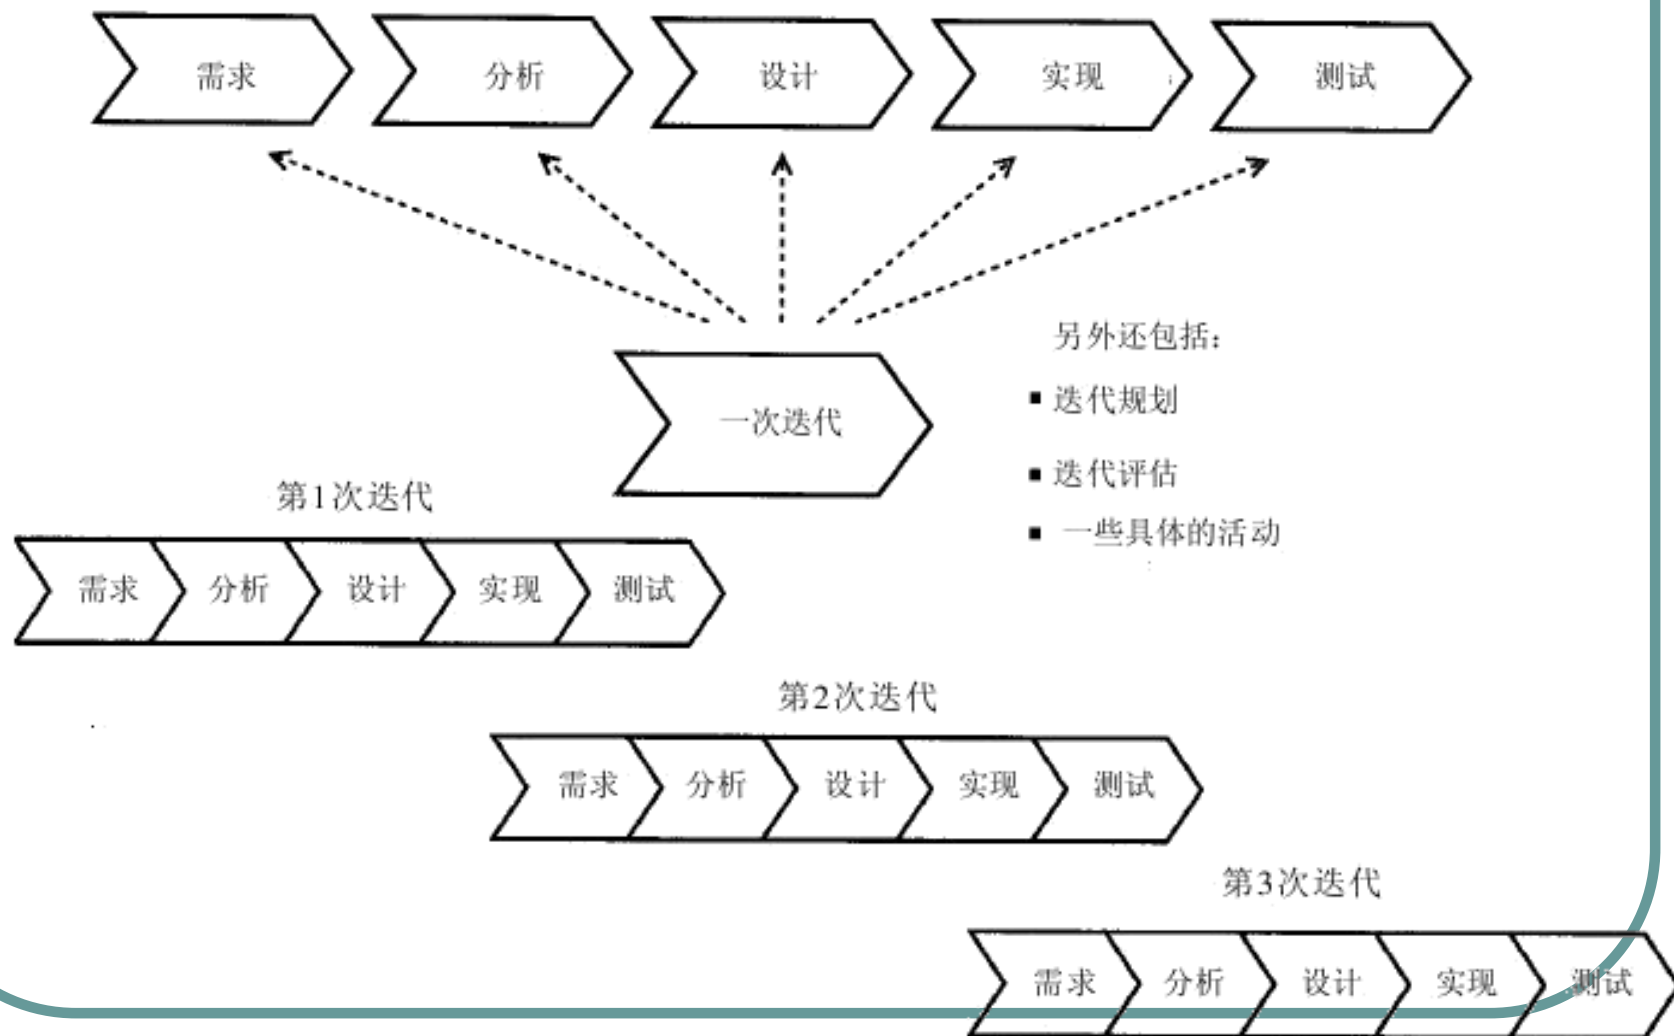 需求 分析 设计 实现 测试
另外还包括：
一次迭代
▪ 迭代规划
▪ 迭代评估
▪ 一些具体的活动
第1次迭代
需求 分析 设计 实现 测试
第2次迭代
需求 分析 设计 实现 测试
第3次迭代
需求 分析 设计 实现 测试